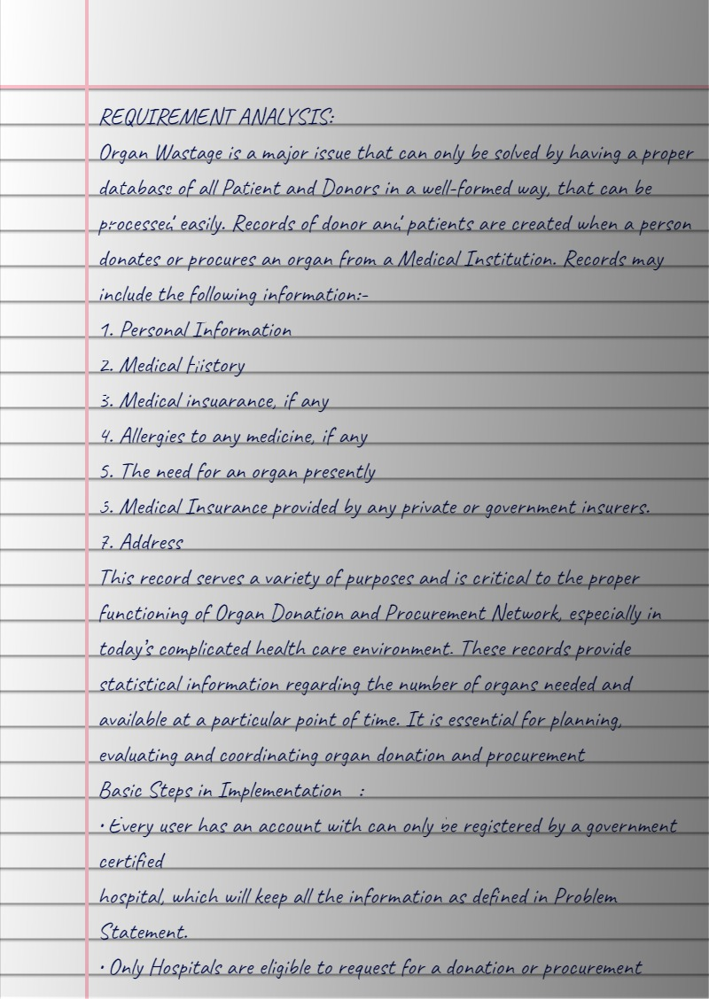 REQUIREMENT ANALYSIS:
Organ Wastage is a major issue that can only be solved by having a proper
database of all Patient and Donors in a well-formed way, that can be
processed easily. Records of donor and patients are created when a person
donates or procures an organ from a Medical Institution. Records may
include the following information:-
1. Personal Information
2. Medical History
3. Medical insuarance, if any
4. Allergies to any medicine, if any
5. The need for an organ presently
5. Medical Insurance provided by any private or government insurers.
7. Address
This record serves a variety of purposes and is critical to the proper
functioning of Organ Donation and Procurement Network, especially in
today's complicated health care environment. These records provide
statistical information regarding the number of organs needed and
available at a particular point of time. It is essential for planning,
evaluating and coordinating organ donation and procurement
Basic Steps in Implementation :
• Every user has an account with can only be registered by a government
certified
hospital, which will keep all the information as defined in Problem
Statement.
• Only Hospitals are eligible to request for a donation or procurement